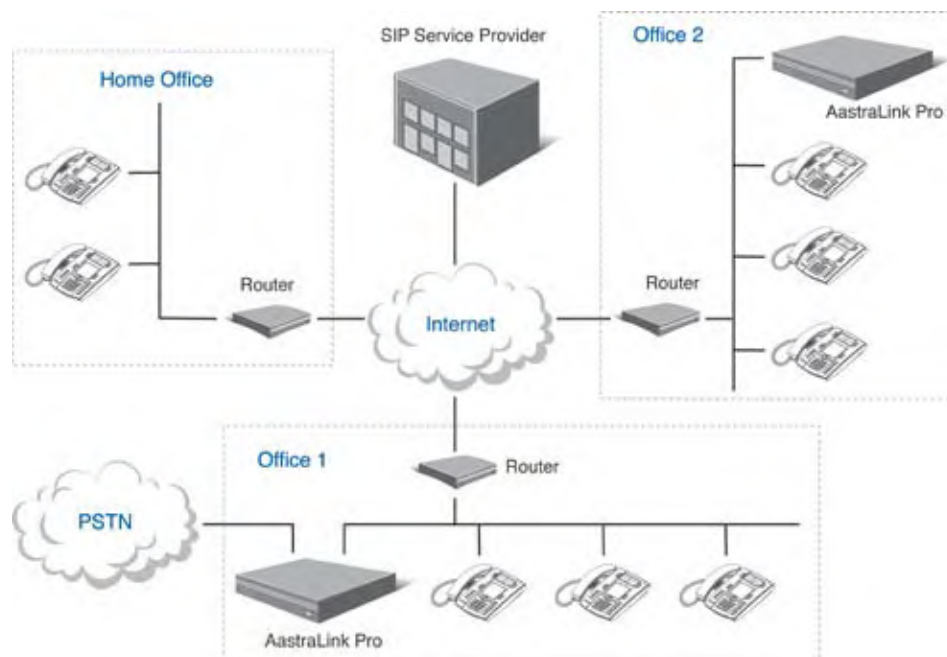 SIP Service Provider
Office 2
Home Office
AastraLink Pro
Router
Router
Internet
Office 1
Router
PSTN
AastraLink Pro